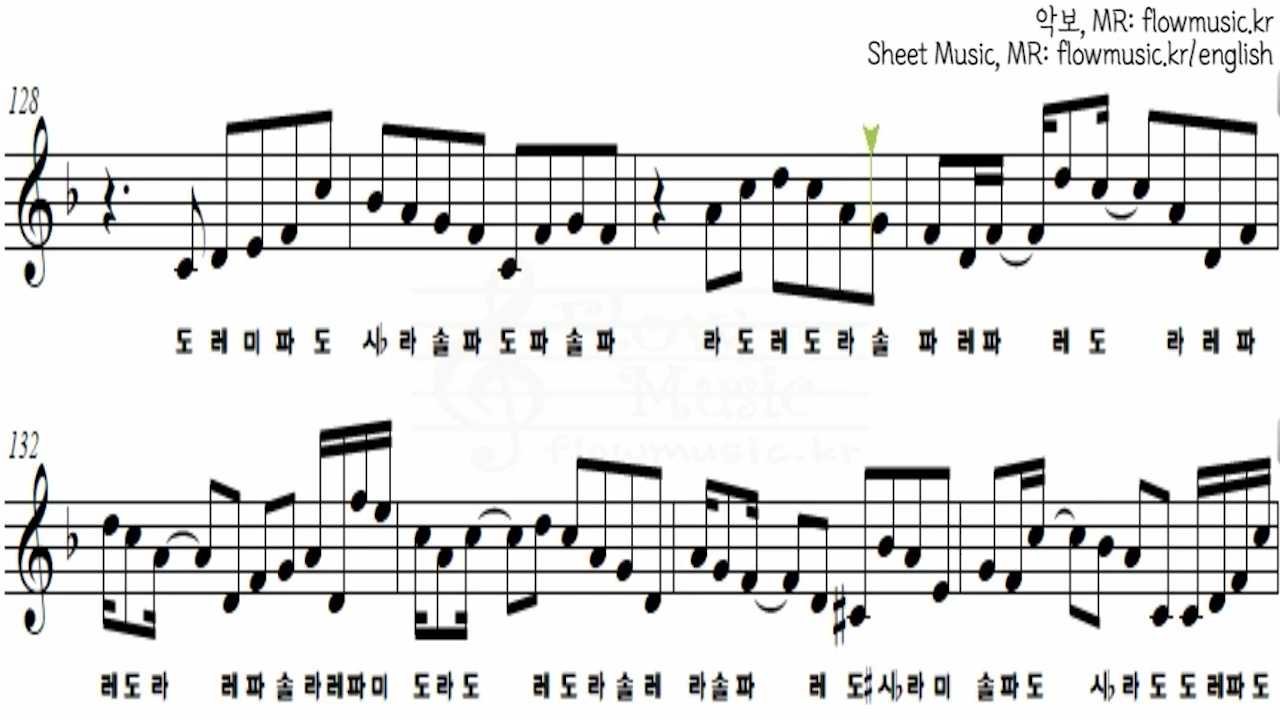 악보, MR: flowmusic.kr
Sheet Music, MR: flowmusic.kr/english
128
도 레 미 파 도 시♭ 라 솔 파 도 파 솔 파 라 도 레 도 라 솔 파 레 파 레 도 라 레 파
Flow
Music
flowmusic.kr
132
레 도 라 레 파 솔 라 레 파 미 도 라 도 레 도 라 솔 레 라 솔 파 레 도♯ 시♭ 라 미 솔 파 도 시♭ 라 도 도 레 파 도